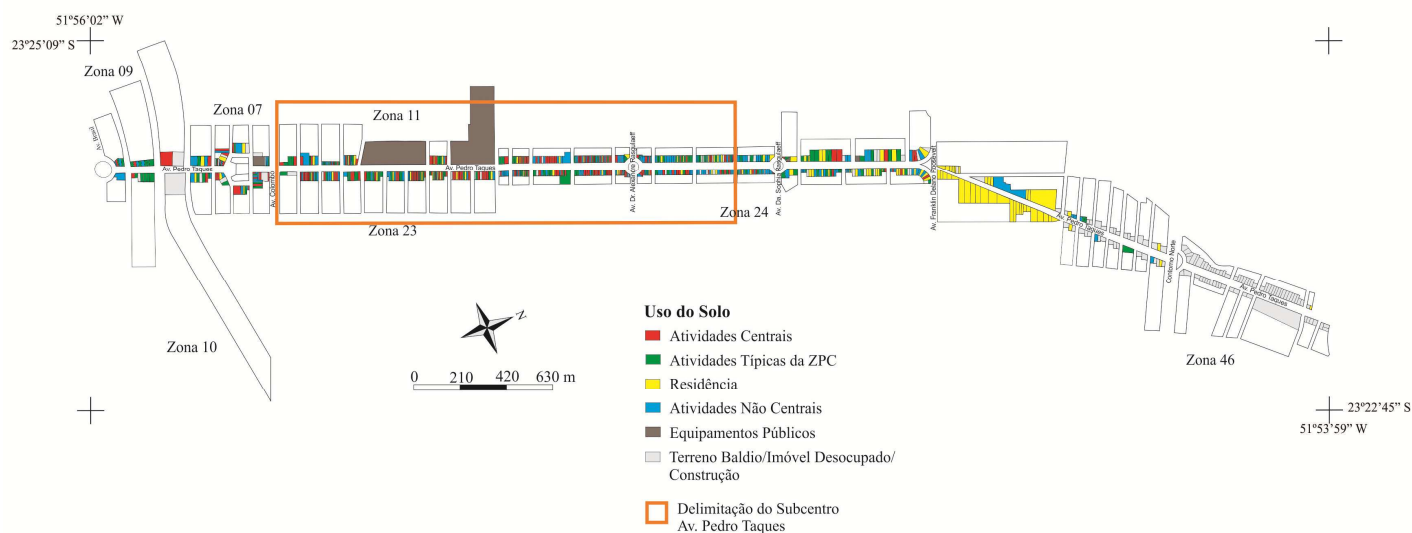 51º56’02” W
23º25’09” S
Zona 09
Zona 07
Zona 11
Av. Brasil
Av. Pedro Taques
Av. Colombo
Av. Pedro Taques
Av. Dr. Alexandre Rasgulaeff
Av. Da. Sophia Rasgulaeff
Av. Franklin Delano Roosevelt
Av. Pedro Taques
Contorno Norte
Av. Pedro Taques
Zona 23
Zona 24
Zona 10
Zona 46
N
Uso do Solo
Atividades Centrais
Atividades Típicas da ZPC
Residência
Atividades Não Centrais
Equipamentos Públicos
Terreno Baldio/Imóvel Desocupado/
Construção
Delimitação do Subcentro
Av. Pedro Taques
0 210 420 630 m
23º22’45” S
51º53’59” W